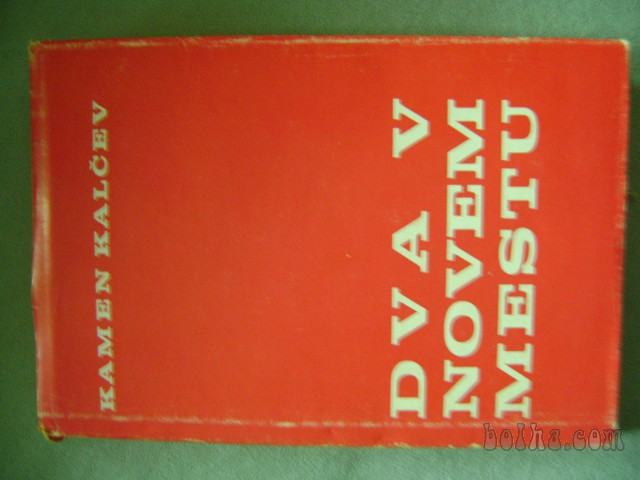 KAMEN KALČEV
DVA V
NOVEM
MESTU
bolha.com